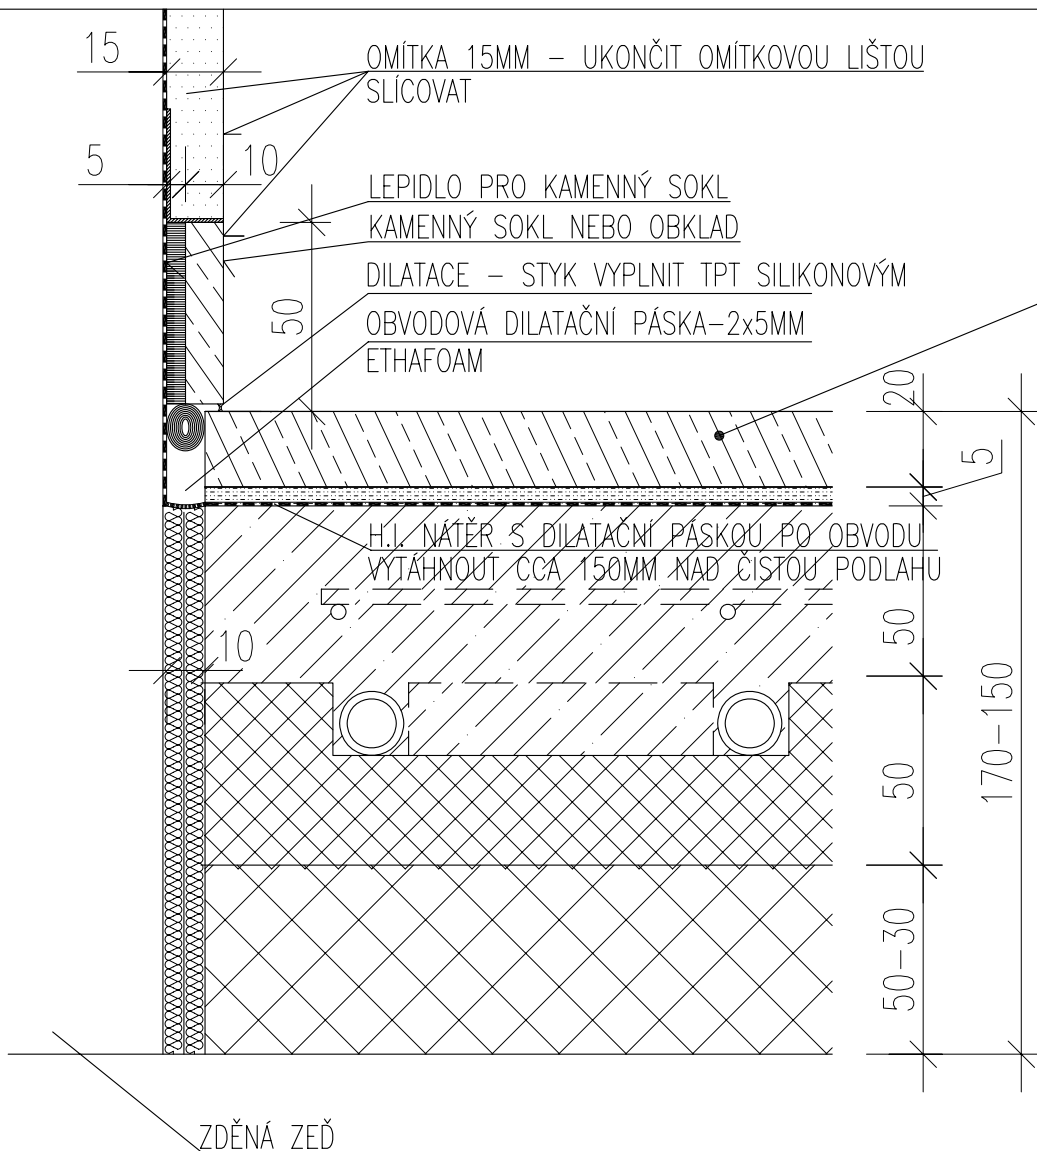 15
OMÍTKA 15MM – UKONČIT OMÍTKOVOU LIŠTOU
SLÍCOVAT
5
10
LEPIDLO PRO KAMENNÝ SOKL
KAMENNÝ SOKL NEBO OBKLAD
DILATACE – STYK VYPLNIT TPT SILIKONOVÝM
50
OBVODOVÁ DILATAČNÍ PÁSKA–2x5MM
ETHAFOAM
20
5
H.I. NÁTĚR S DILATAČNÍ PÁSKOU PO OBVODU
VYTÁHNOUT CCA 150MM NAD ČISTOU PODLAHU
10
50
170–150
50
50–30
ZDĚNÁ ZEĎ